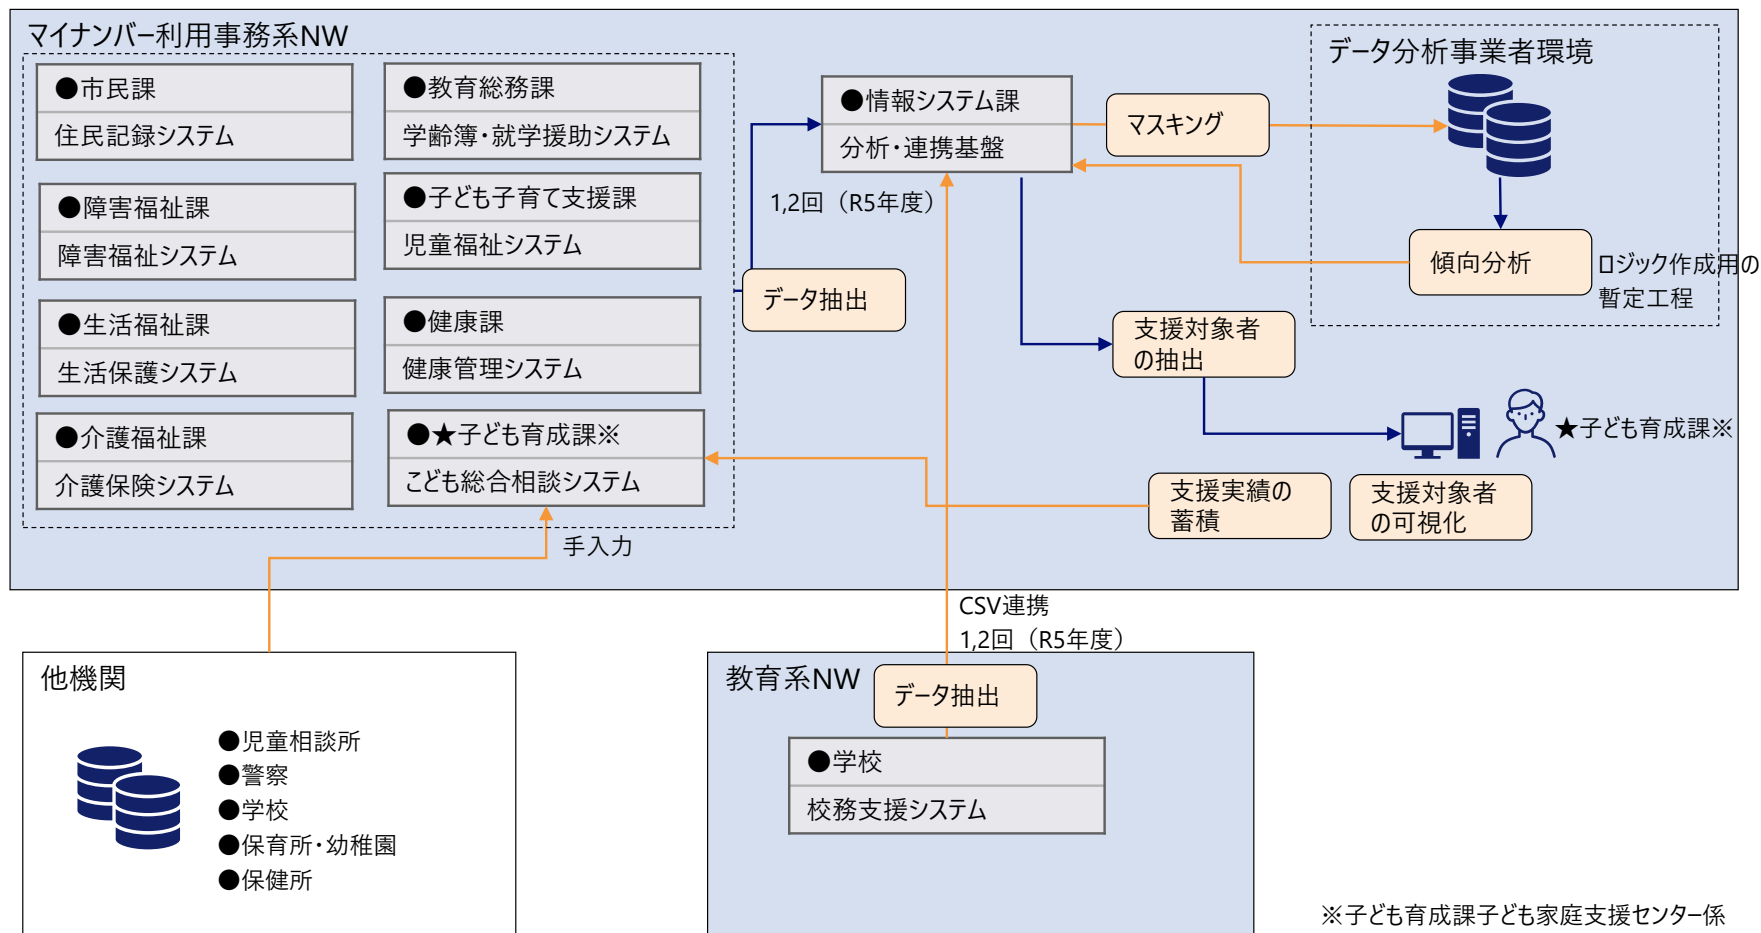 マイナンバー利用事務系NW
●市民課
住民記録システム
●障害福祉課
障害福祉システム
●生活福祉課
生活保護システム
●介護福祉課
介護保険システム
●教育総務課
学齢簿・就学援助システム
●子ども子育て支援課
児童福祉システム
●健康課
健康管理システム
●★子ども育成課※
こども総合相談システム
手入力
データ抽出
1,2回（R5年度）
●情報システム課
分析・連携基盤
マスキング
データ分析事業者環境
傾向分析
ロジック作成用の
暫定工程
支援対象者
の抽出
★子ども育成課※
支援実績の
蓄積
支援対象者
の可視化
CSV連携
1,2回（R5年度）
他機関
●児童相談所
●警察
●学校
●保育所・幼稚園
●保健所
教育系NW
データ抽出
●学校
校務支援システム
※子ども育成課子ども家庭支援センター係